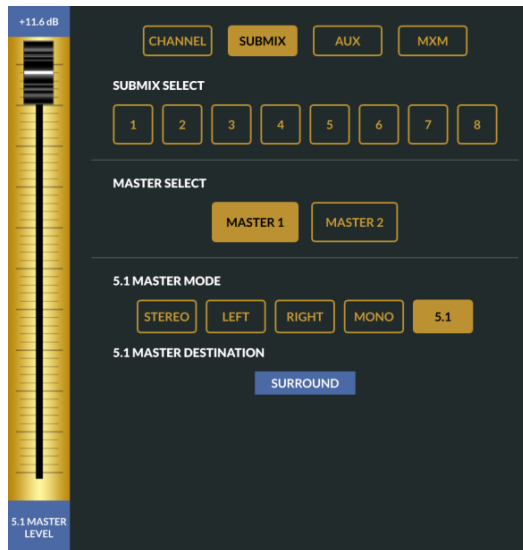 +11.6 dB
CHANNEL SUBMIX AUX MXM
SUBMIX SELECT
1 2 3 4 5 6 7 8
MASTER SELECT
MASTER 1 MASTER 2
5.1 MASTER MODE
STEREO LEFT RIGHT MONO 5.1
5.1 MASTER DESTINATION
SURROUND
5.1 MASTER
LEVEL